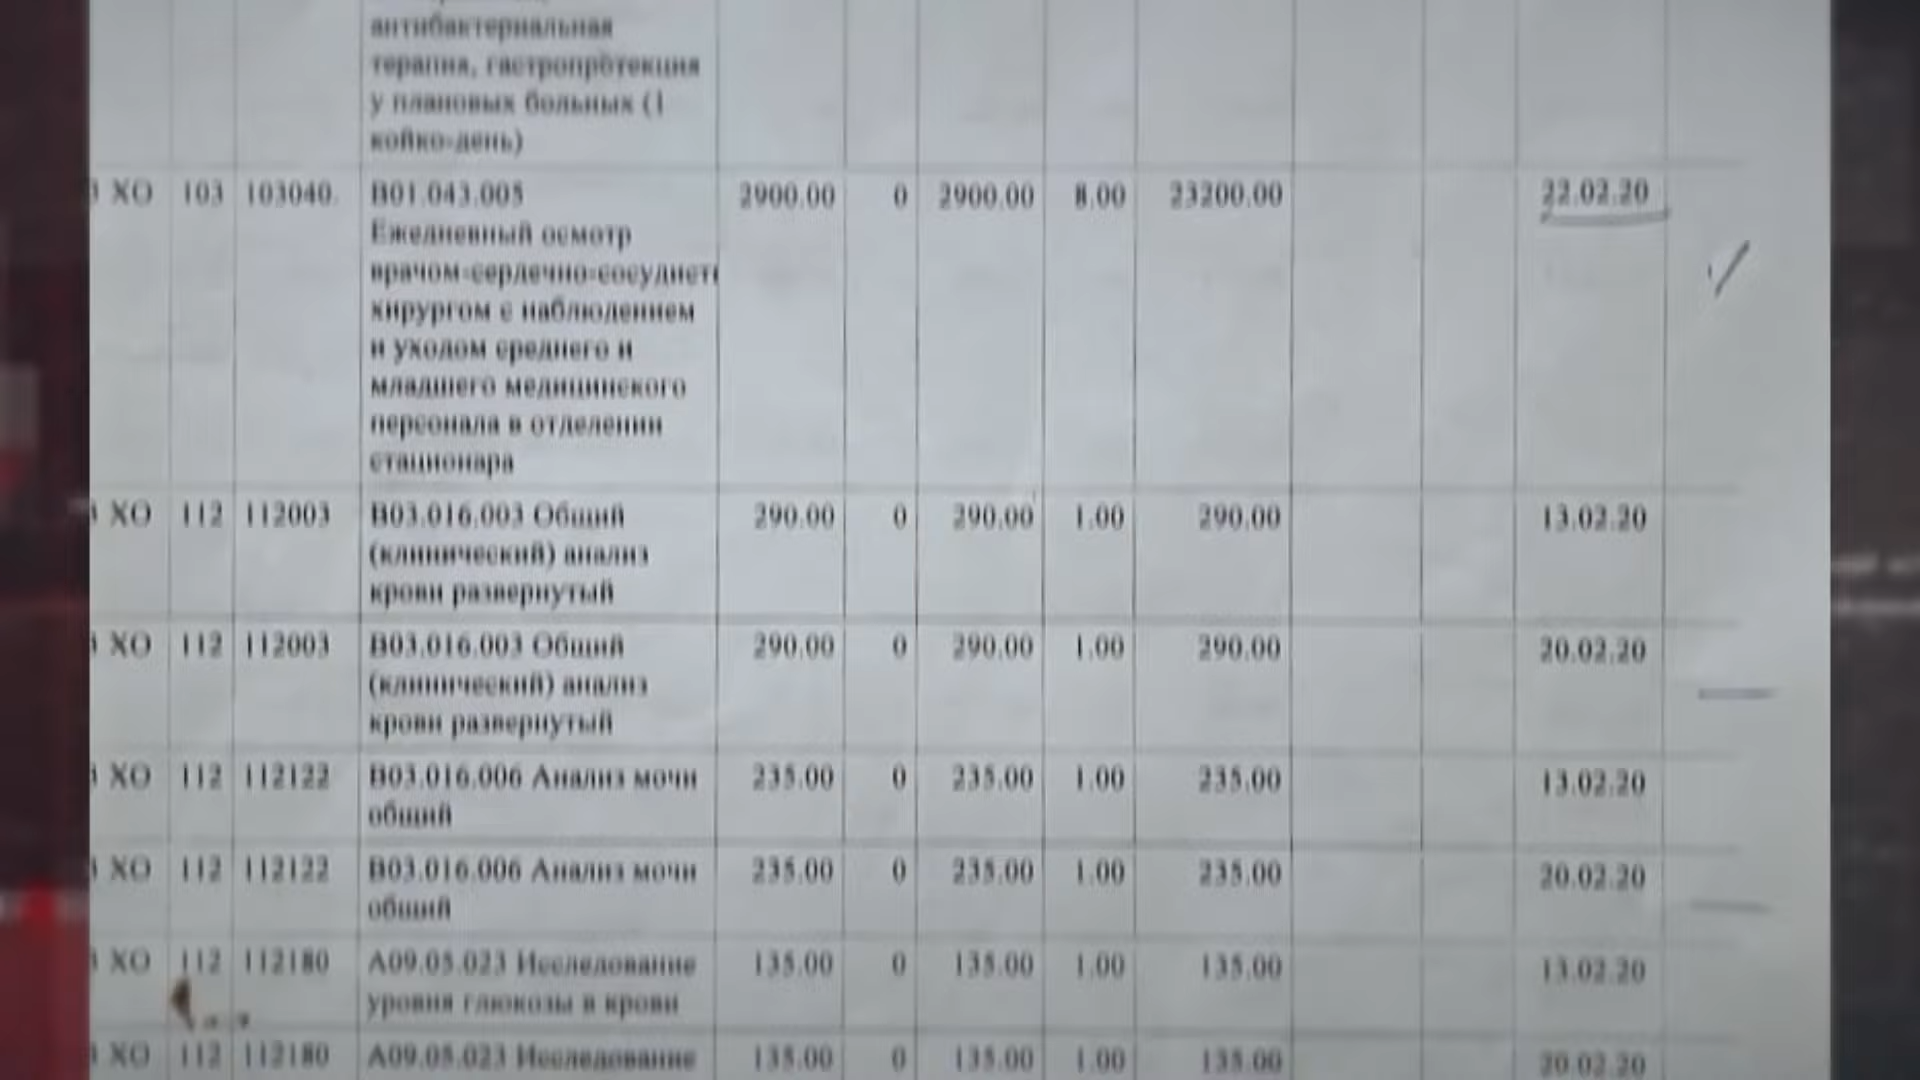 антибактериальная
терапия, гастропротекция
у плановых больных (1
койко-день)
ХО 103 103040. B01.043.005 2900.00 0 2900.00 8.00 23200.00 22.02.20
Ежедневный осмотр
врачом-сердечно-сосудист
хирургом с наблюдением
и уходом среднего и
младшего медицинского
персонала в отделении
стационара
ХО 112 112003 B03.016.003 Общий 290.00 0 290.00 1.00 290.00 13.02.20
(клинический) анализ
крови развернутый
ХО 112 112003 B03.016.003 Общий 290.00 0 290.00 1.00 290.00 20.02.20
(клинический) анализ
крови развернутый
ХО 112 112122 B03.016.006 Анализ мочи 235.00 0 235.00 1.00 235.00 13.02.20
общий
ХО 112 112122 B03.016.006 Анализ мочи 235.00 0 235.00 1.00 235.00 20.02.20
общий
ХО 112 112180 A09.05.023 Исследование 135.00 0 135.00 1.00 135.00 13.02.20
уровня глюкозы в крови
ХО 112 112180 A09.05.023 Исследование 135.00 0 135.00 1.00 135.00 20.02.20